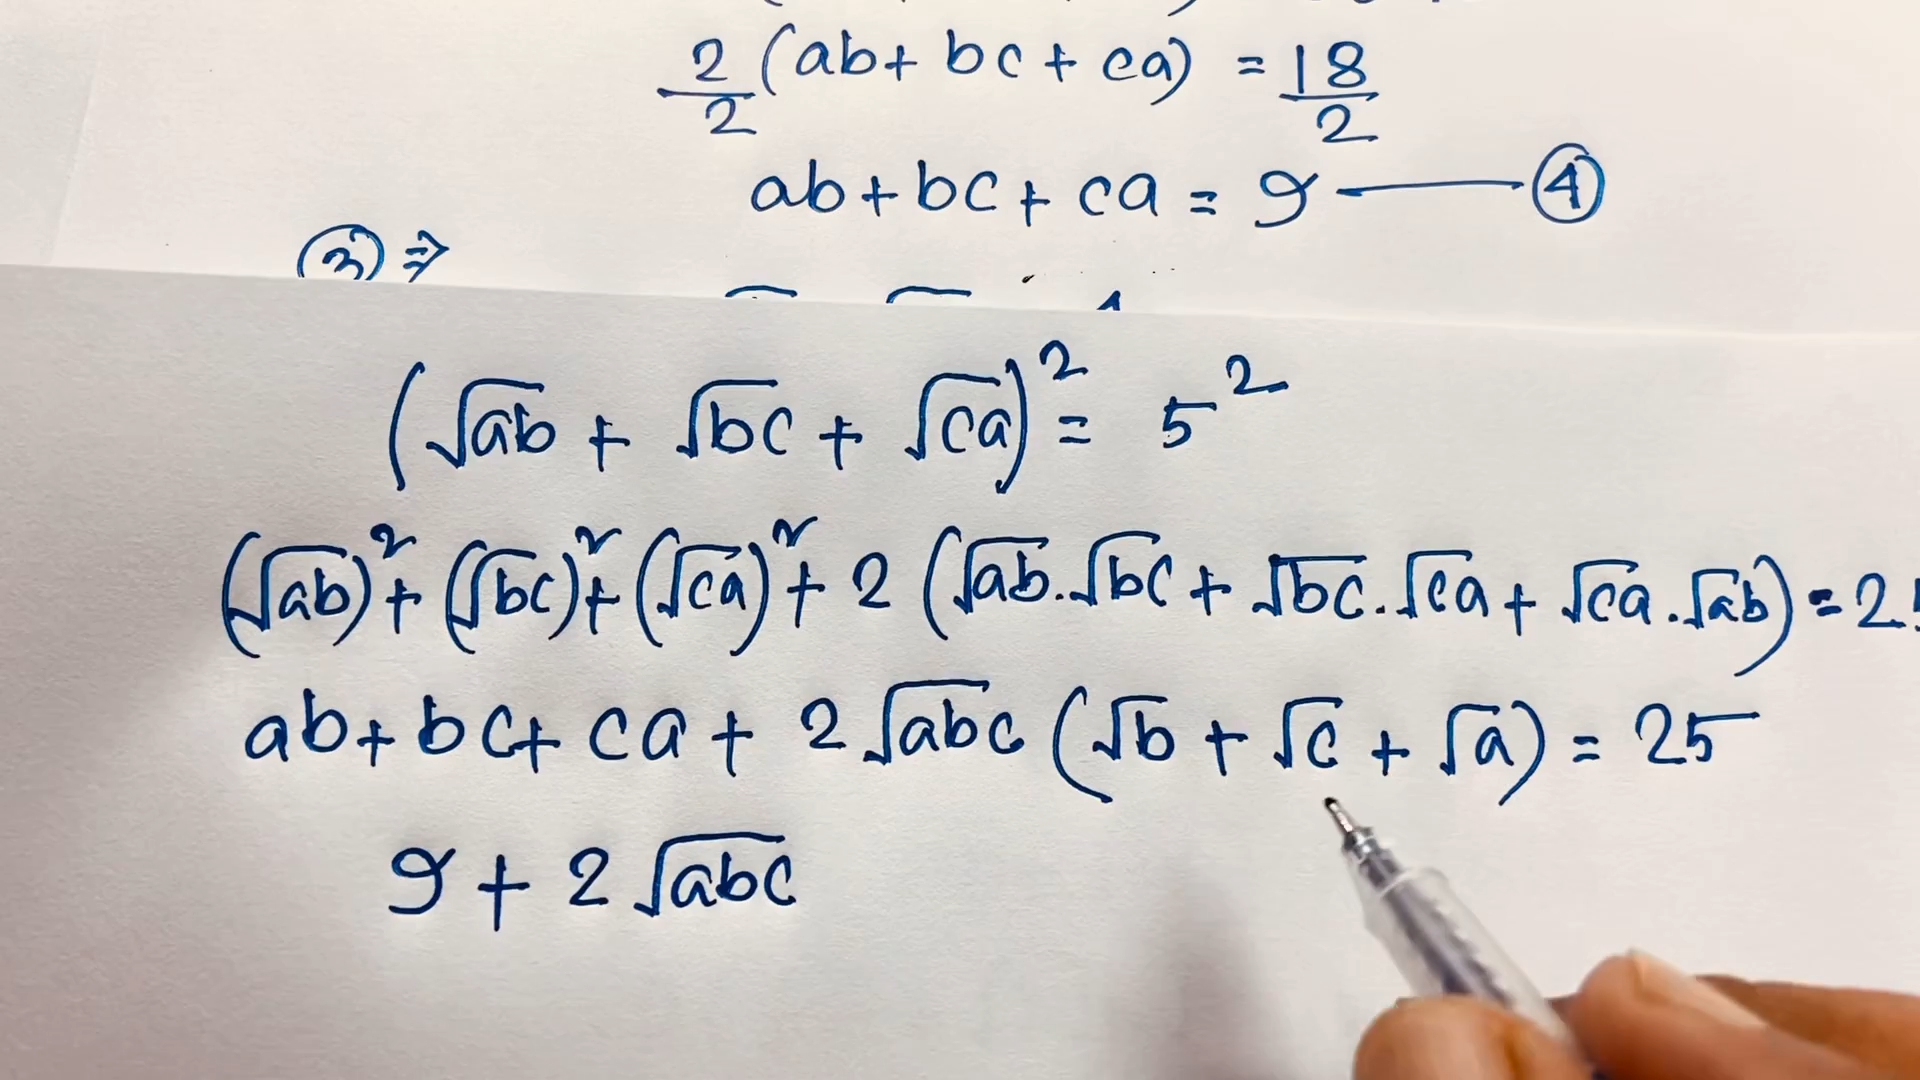 2/2 (ab + bc + ca) = 18/2
ab + bc + ca = 9 —— ④
③ ⇒
(√ab + √bc + √ca)² = 5²
(√ab)² + (√bc)² + (√ca)² + 2 (√ab.√bc + √bc.√ca + √ca.√ab) = 25
ab + bc + ca + 2√abc (√b + √c + √a) = 25
9 + 2√abc